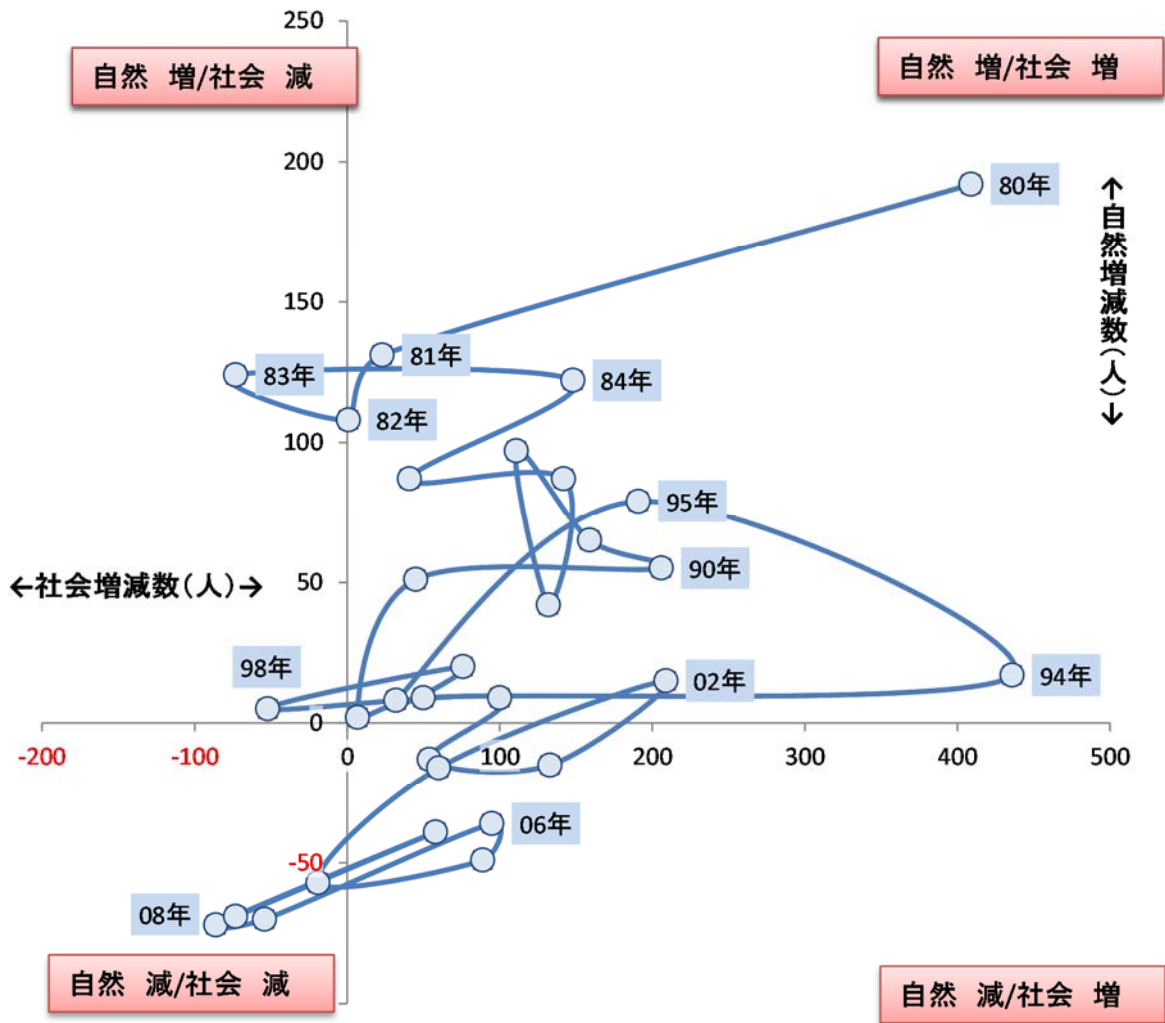 250
自然 増/社会 減
自然 増/社会 増
200
80年
↑自然増減数(人)↓
150
81年
83年
84年
82年
100
95年
90年
50
←社会増減数(人)→
98年
02年
94年
0
-200
-100
0
100
200
300
400
500
06年
-50
08年
自然 減/社会 減
自然 減/社会 増